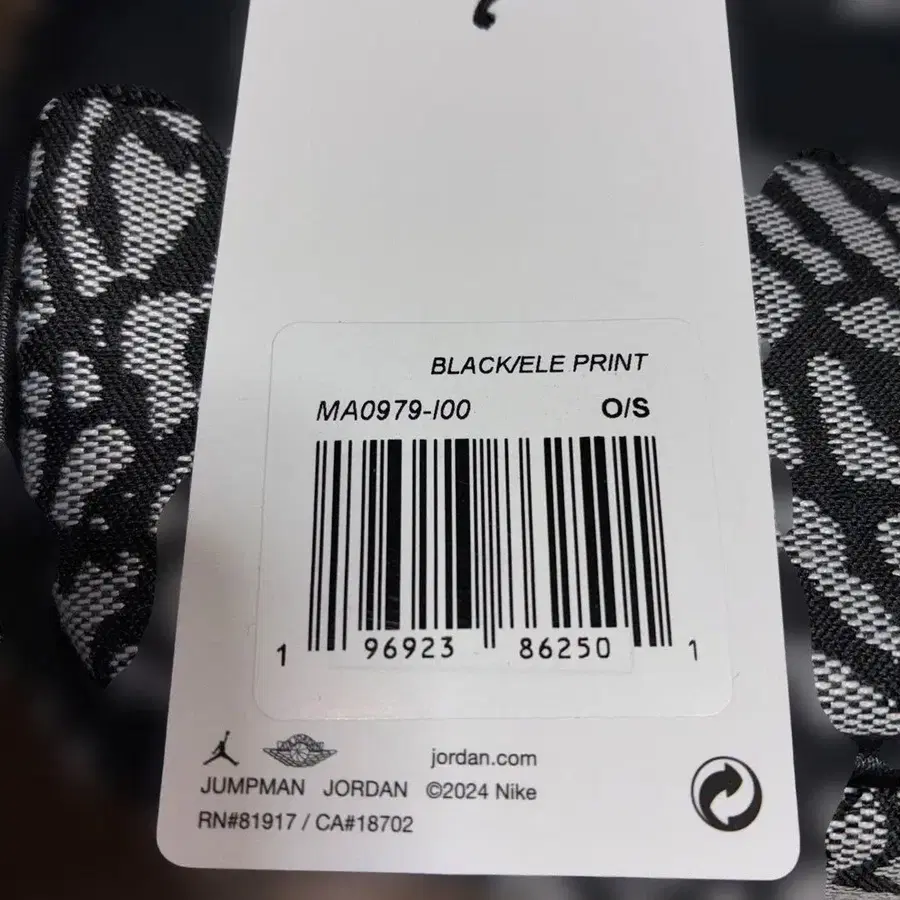 BLACK/ELE PRINT
MA0979-I00 O/S
1 96923 86250 1
jordan.com
JUMPMAN JORDAN ©2024 Nike
RN#81917 / CA#18702